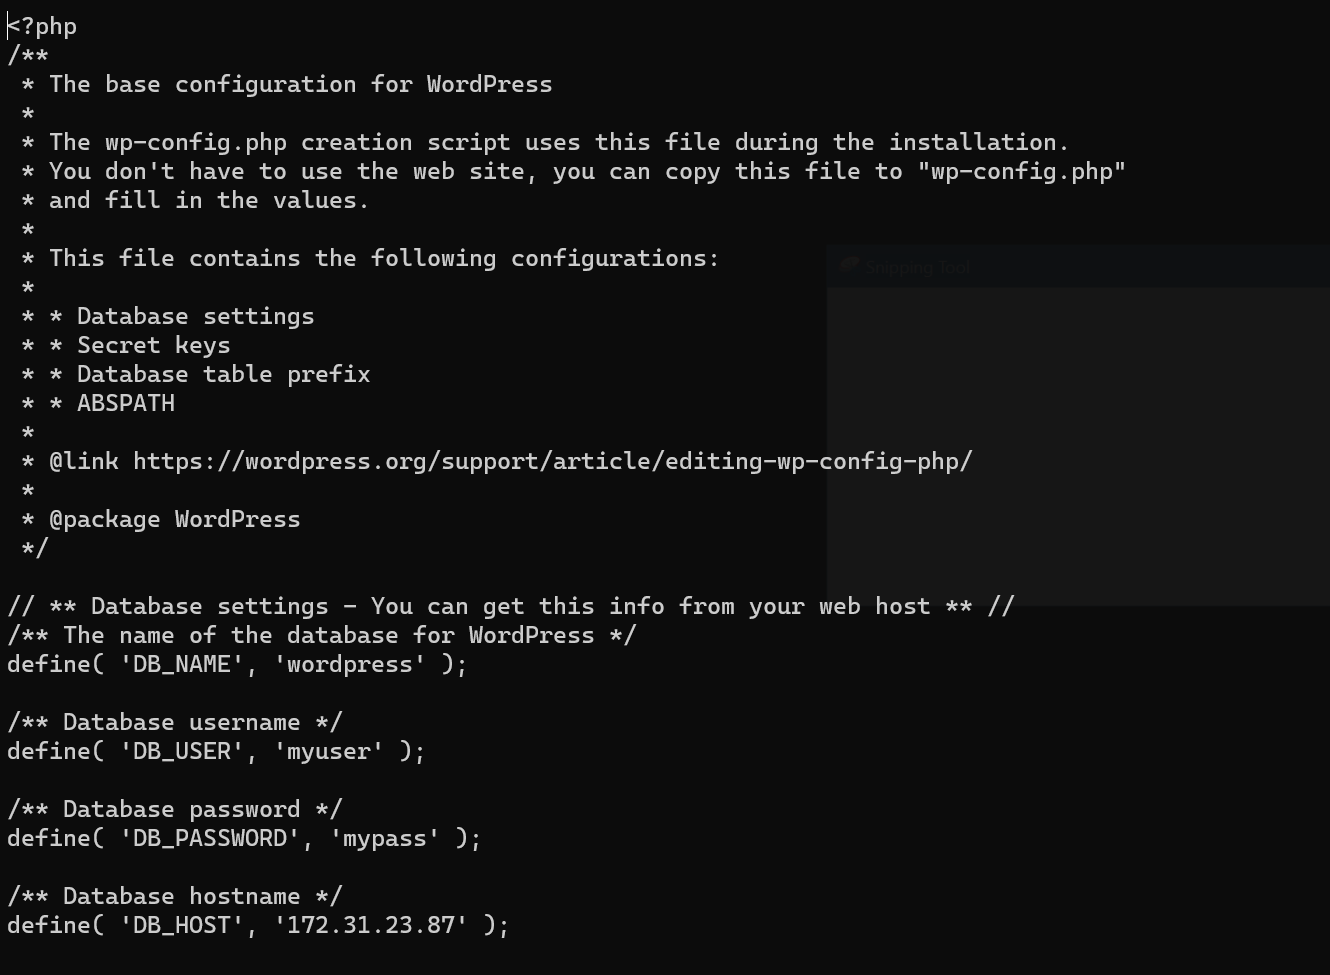 <?php
/**
 * The base configuration for WordPress
 *
 * The wp-config.php creation script uses this file during the installation.
 * You don't have to use the web site, you can copy this file to "wp-config.php"
 * and fill in the values.
 *
 * This file contains the following configurations:
 *
Snipping Tool
 * * Database settings
 * * Secret keys
 * * Database table prefix
 * * ABSPATH
 *
 * @link https://wordpress.org/support/article/editing-wp-config-php/
 *
 * @package WordPress
 */

// ** Database settings - You can get this info from your web host ** //
/** The name of the database for WordPress */
define( 'DB_NAME', 'wordpress' );

/** Database username */
define( 'DB_USER', 'myuser' );

/** Database password */
define( 'DB_PASSWORD', 'mypass' );

/** Database hostname */
define( 'DB_HOST', '172.31.23.87' );